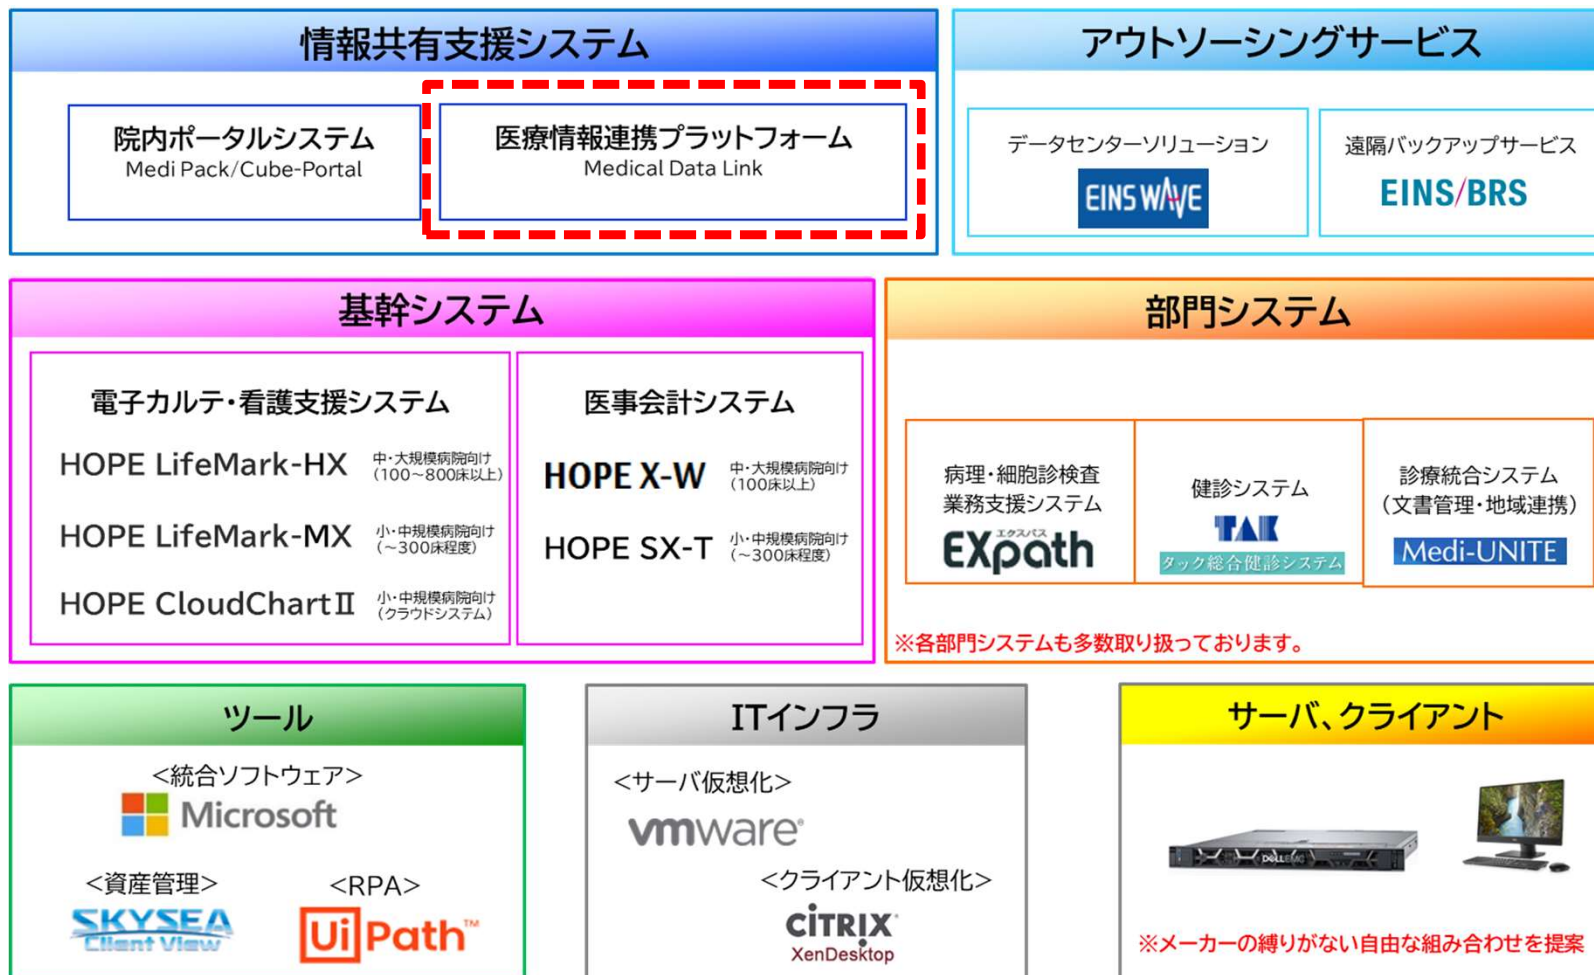 情報共有支援システム
院内ポータルシステム
Medi Pack/Cube-Portal
医療情報連携プラットフォーム
Medical Data Link
アウトソーシングサービス
データセンターソリューション
EINS WAVE
遠隔バックアップサービス
EINS/BRS
基幹システム
電子カルテ・看護支援システム
HOPE LifeMark-HX
中・大規模病院向け
(100~800床以上)
HOPE LifeMark-MX
小・中規模病院向け
(~300床程度)
HOPE CloudChartⅡ
小・中規模病院向け
(クラウドシステム)
医事会計システム
HOPE X-W
中・大規模病院向け
(100床以上)
HOPE SX-T
小・中規模病院向け
(~300床程度)
部門システム
病理・細胞診検査
業務支援システム
エクスパス
EXpath
健診システム
TAK
タック総合健診システム
診療統合システム
(文書管理・地域連携)
Medi-UNITE
※各部門システムも多数取り扱っております。
ツール
<統合ソフトウェア>
Microsoft
<資産管理>
SKYSEA
Client View
<RPA>
UiPath™
ITインフラ
<サーバ仮想化>
vmware®
<クライアント仮想化>
CITRIX®
XenDesktop
サーバ、クライアント
DELLEMC
※メーカーの縛りがない自由な組み合わせを提案